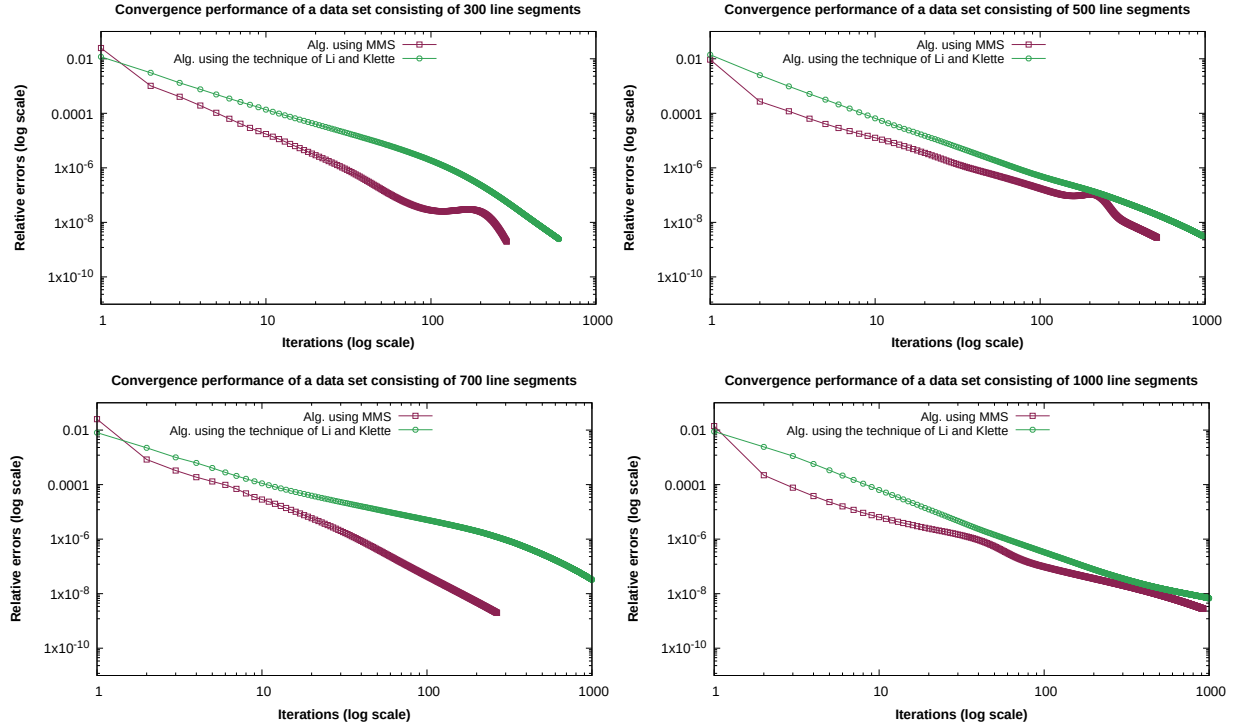 Convergence performance of a data set consisting of 300 line segments
Alg. using MMS
Alg. using the technique of Li and Klette
Relative errors (log scale)
0.01
0.0001
1x10-6
1x10-8
1x10-10
1 10 100 1000
Iterations (log scale)
Convergence performance of a data set consisting of 500 line segments
Alg. using MMS
Alg. using the technique of Li and Klette
Relative errors (log scale)
0.01
0.0001
1x10-6
1x10-8
1x10-10
1 10 100 1000
Iterations (log scale)
Convergence performance of a data set consisting of 700 line segments
Alg. using MMS
Alg. using the technique of Li and Klette
Relative errors (log scale)
0.01
0.0001
1x10-6
1x10-8
1x10-10
1 10 100 1000
Iterations (log scale)
Convergence performance of a data set consisting of 1000 line segments
Alg. using MMS
Alg. using the technique of Li and Klette
Relative errors (log scale)
0.01
0.0001
1x10-6
1x10-8
1x10-10
1 10 100 1000
Iterations (log scale)